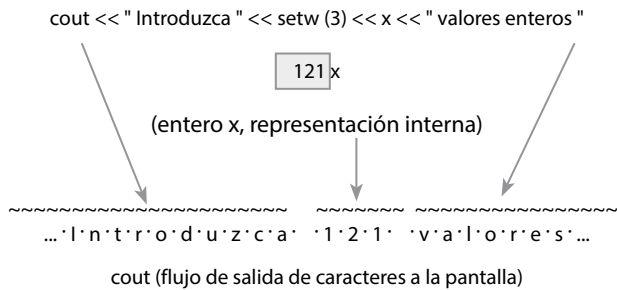 cout << " Introduzca " << setw (3) << x << " valores enteros "
121 x
(entero x, representación interna)
~~~~~~~~~~~~~~~~~~~~~~ ~~~~~~~ ~~~~~~~~~~~~~~~~
... · I · n · t · r · o · d · u · z · c · a · · 1 · 2 · 1 · · v · a · l · o · r · e · s · ...
cout (flujo de salida de caracteres a la pantalla)